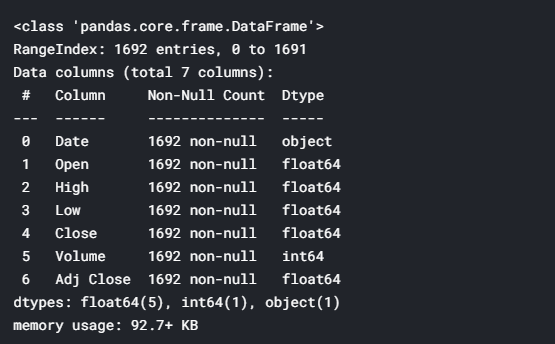 <class 'pandas.core.frame.DataFrame'>
RangeIndex: 1692 entries, 0 to 1691
Data columns (total 7 columns):
 #   Column     Non-Null Count  Dtype
---  ------     --------------  -----
 0   Date       1692 non-null   object
 1   Open       1692 non-null   float64
 2   High       1692 non-null   float64
 3   Low        1692 non-null   float64
 4   Close      1692 non-null   float64
 5   Volume     1692 non-null   int64
 6   Adj Close  1692 non-null   float64
dtypes: float64(5), int64(1), object(1)
memory usage: 92.7+ KB